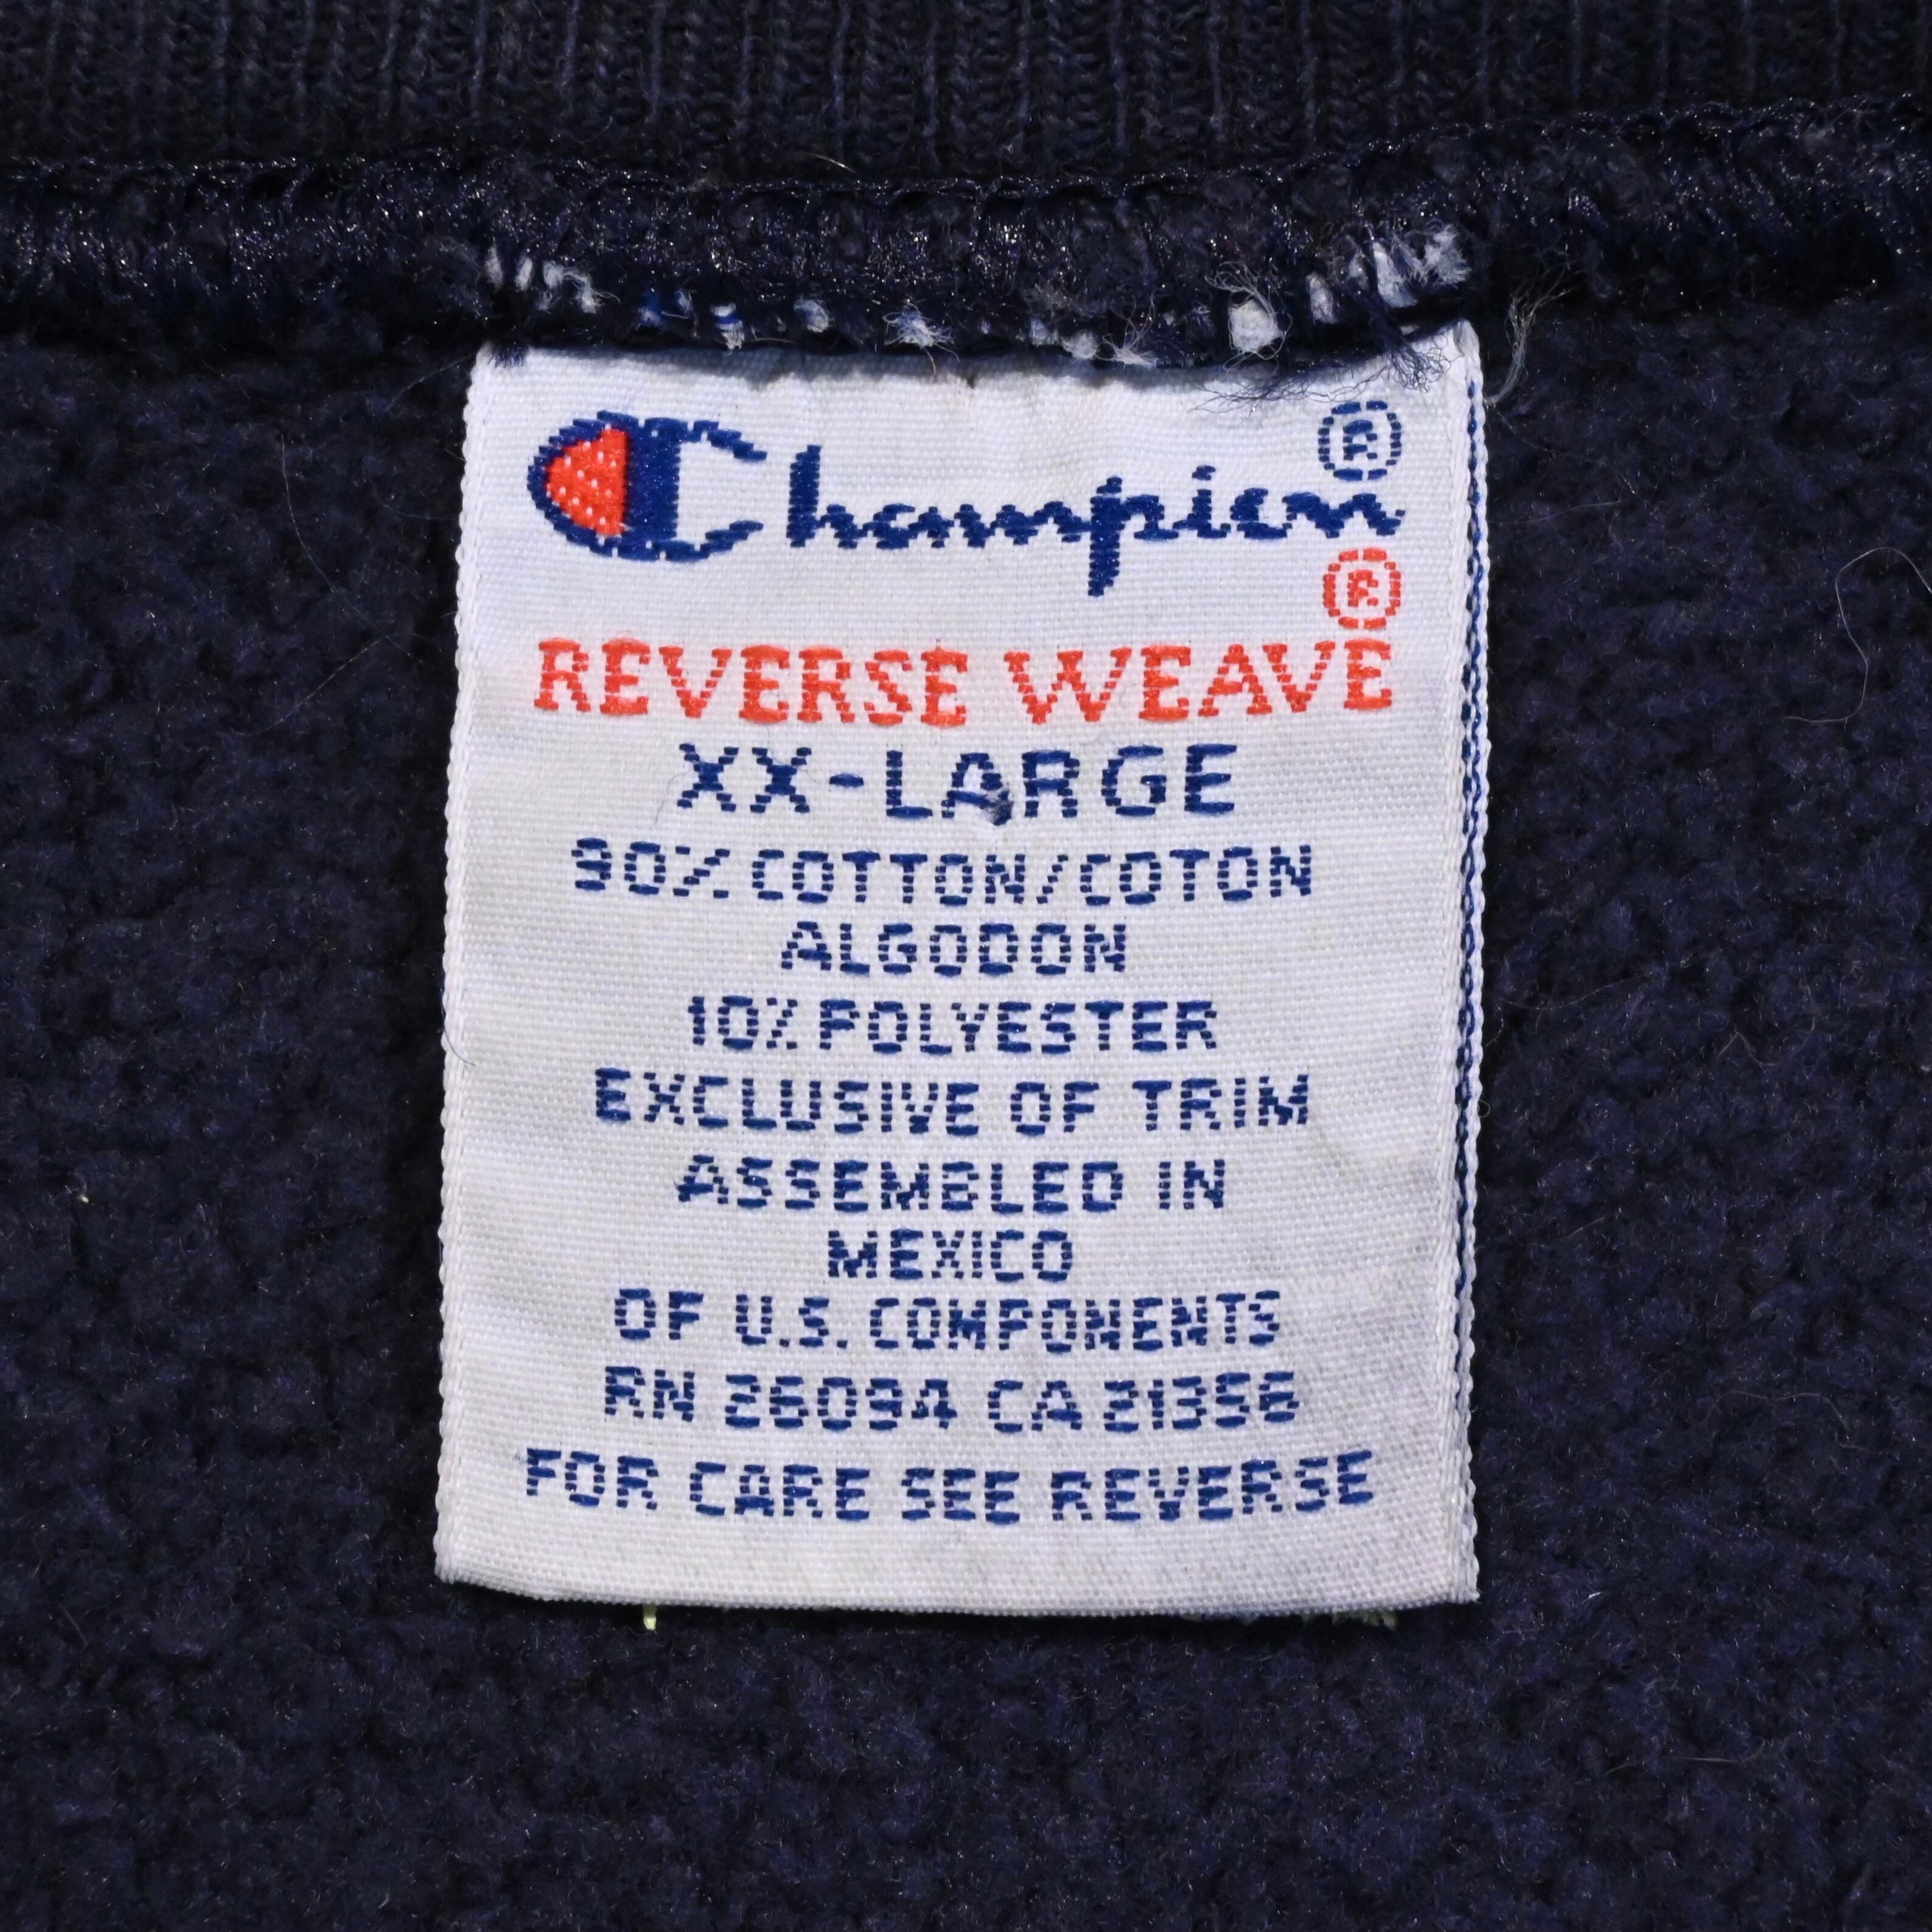 Champion®
REVERSE WEAVE®
XX-LARGE
90% COTTON/COTON
ALGODON
10% POLYESTER
EXCLUSIVE OF TRIM
ASSEMBLED IN
MEXICO
OF U.S. COMPONENTS
RN 26094 CA 21356
FOR CARE SEE REVERSE